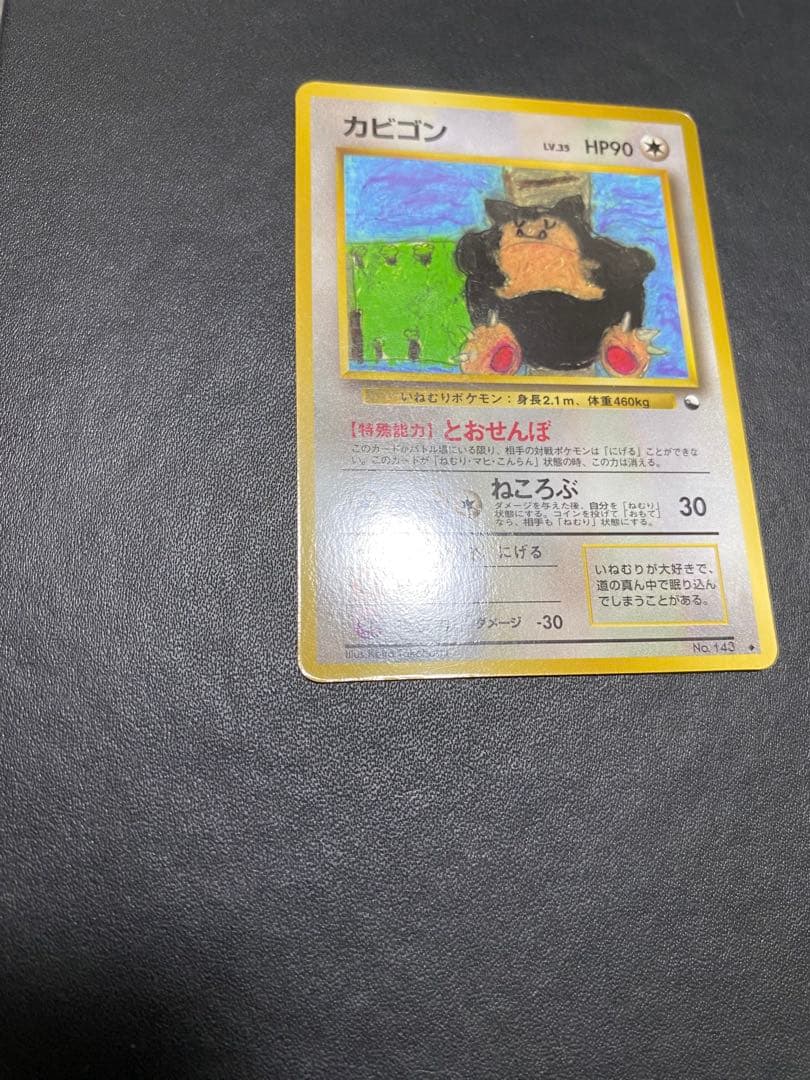 カビゴン
LV.35 HP90
いねむりポケモン：身長2.1m、体重460kg
【特殊能力】とおせんぼ
このカードがバトル場にいる限り、相手の対戦ポケモンは「にげる」ことができな
い。このカードが「ねむり・マヒ・こんらん」状態の時、この力は消える。
ねころぶ
30
ダメージを与えた後、自分を「ねむり」
状態にする。コインを投げて「おもて」
なら、相手も「ねむり」状態にする。
にげる
ダメージ -30
いねむりが大好きで、
道の真ん中で眠り込ん
でしまうことがある。
Illus.
No. 143